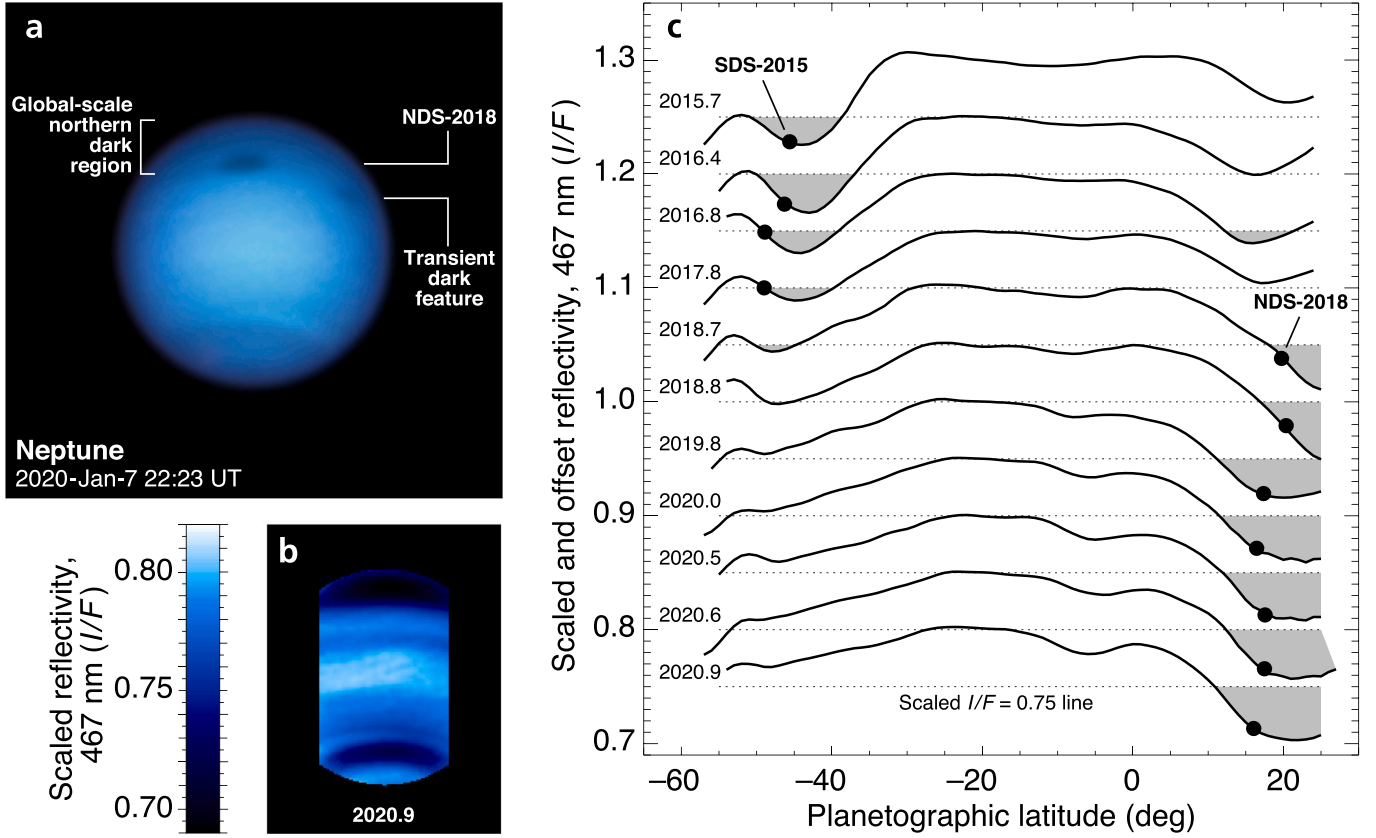 a
Global-scale
northern
dark
region
NDS-2018
Transient
dark
feature
Neptune
2020-Jan-7 22:23 UT
Scaled reflectivity,
467 nm (I/F)
0.80
0.75
0.70
b
2020.9
c
Scaled and offset reflectivity, 467 nm (I/F)
1.3
1.2
1.1
1.0
0.9
0.8
0.7
SDS-2015
2015.7
2016.4
2016.8
2017.8
NDS-2018
2018.7
2018.8
2019.8
2020.0
2020.5
2020.6
2020.9
Scaled I/F = 0.75 line
−60 −40 −20 0 20
Planetographic latitude (deg)